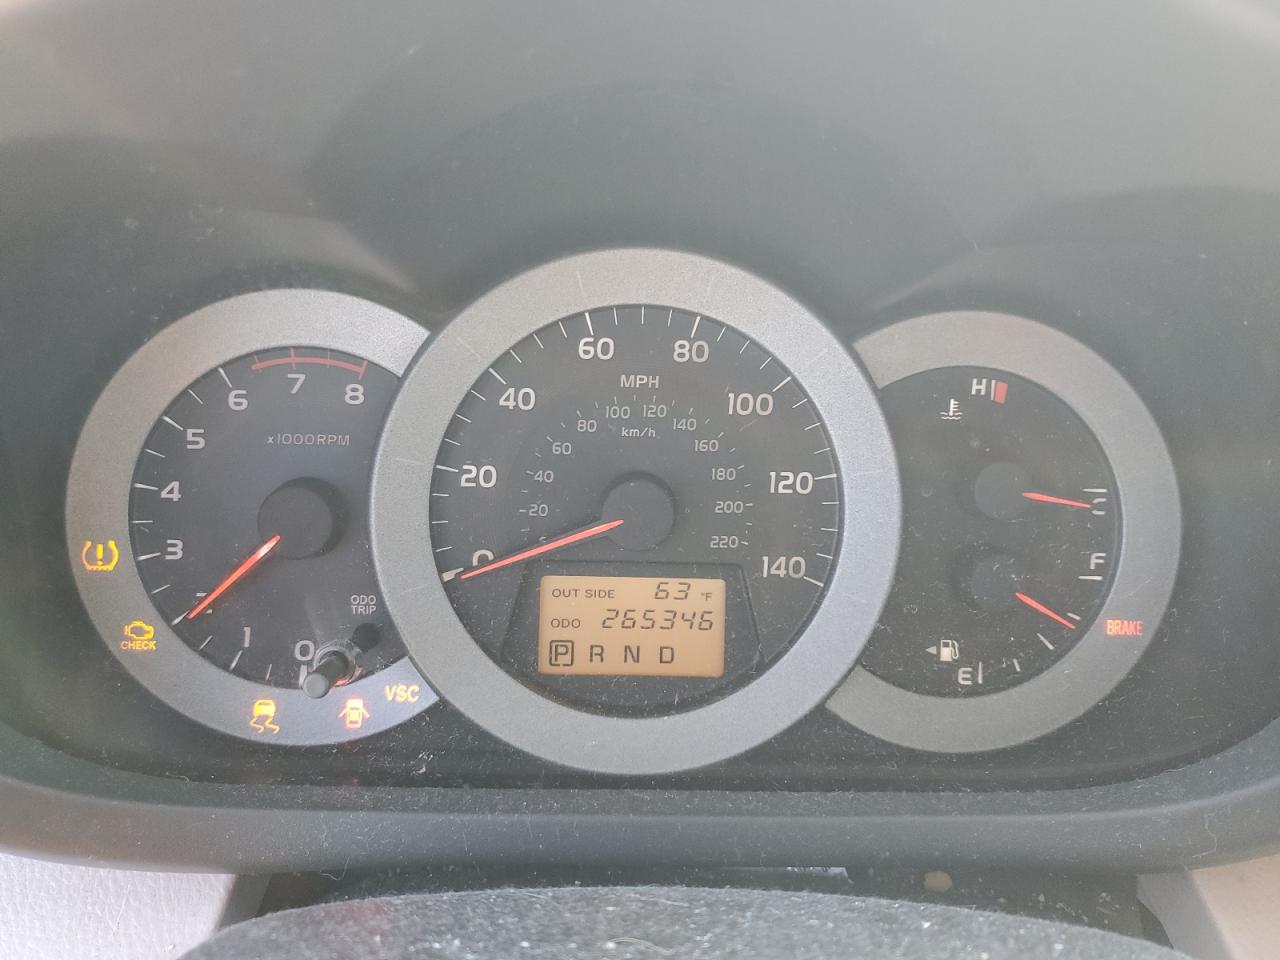 6 7 8
5
4
3
1
0
x1000RPM
CHECK
ODO
TRIP
VSC
0 20 40 60 80 100 120 140
MPH
20 40 60 80 100 120 140 160 180 200 220
km/h
OUT SIDE 63 °F
ODO 265346
P R N D
H
C
F
E
BRAKE